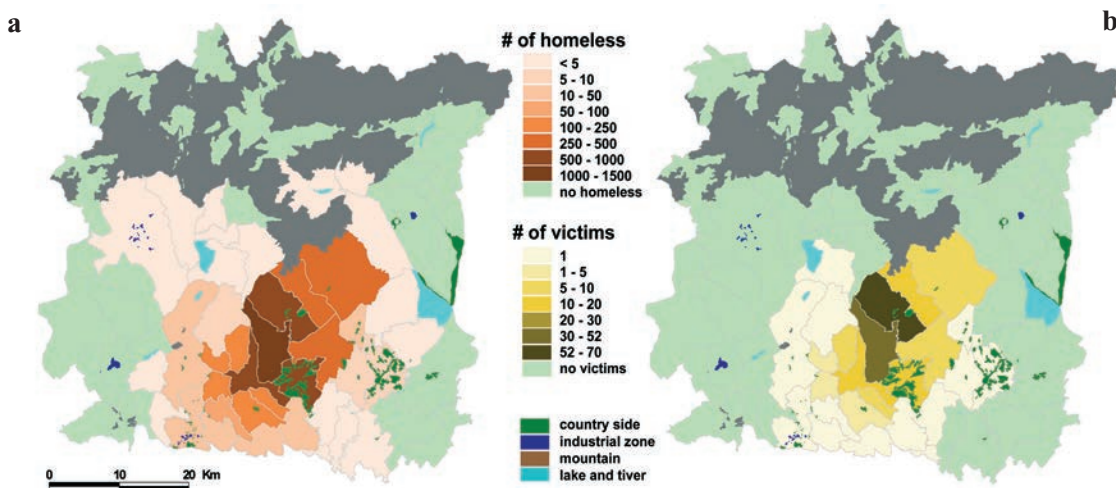 a
b
# of homeless
< 5
5 - 10
10 - 50
50 - 100
100 - 250
250 - 500
500 - 1000
1000 - 1500
no homeless
# of victims
1
1 - 5
5 - 10
10 - 20
20 - 30
30 - 52
52 - 70
no victims
country side
industrial zone
mountain
lake and tiver
0 10 20 Km